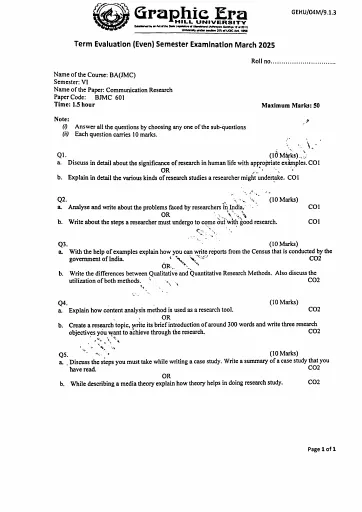 GEHU/04M/9.1.3
Graphic Era
HILL UNIVERSITY
Term Evaluation (Even) Semester Examination March 2025
Roll no..............................
Name of the Course: BA(JMC)
Semester: VI
Name of the Paper: Communication Research
Paper Code: BJMC 601
Time: 1.5 hour Maximum Marks: 50
Note:
(i) Answer all the questions by choosing any one of the sub-questions
(ii) Each question carries 10 marks.
Q1. (10 Marks)
a. Discuss in detail about the significance of research in human life with appropriate examples. CO1
OR
b. Explain in detail the various kinds of research studies a researcher might undertake. CO1
Q2. (10 Marks)
a. Analyse and write about the problems faced by researchers in India. CO1
OR
b. Write about the steps a researcher must undergo to come out with good research. CO1
Q3. (10 Marks)
a. With the help of examples explain how you can write reports from the Census that is conducted by the
government of India. CO2
OR
b. Write the differences between Qualitative and Quantitative Research Methods. Also discuss the
utilization of both methods. CO2
Q4. (10 Marks)
a. Explain how content analysis method is used as a research tool. CO2
OR
b. Create a research topic, write its brief introduction of around 300 words and write three research
objectives you want to achieve through the research. CO2
Q5. (10 Marks)
a. Discuss the steps you must take while writing a case study. Write a summary of a case study that you
have read. CO2
OR
b. While describing a media theory explain how theory helps in doing research study. CO2
Page 1 of 1